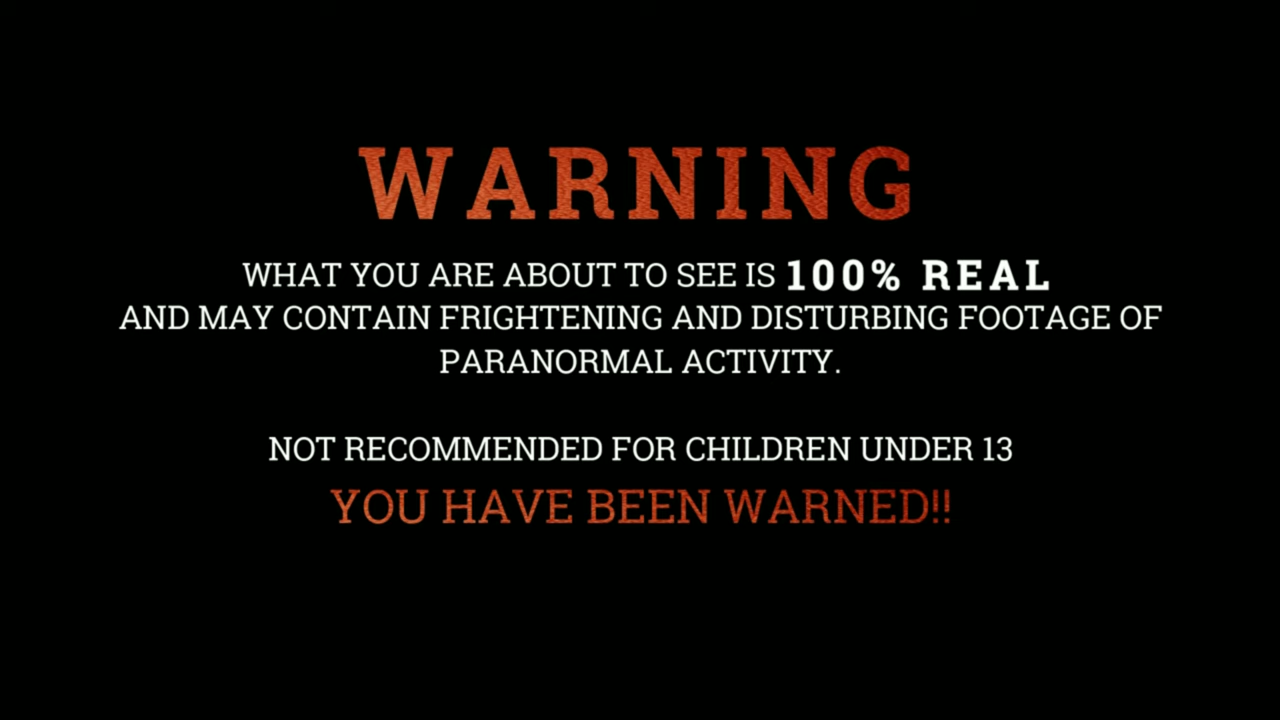 WARNING
WHAT YOU ARE ABOUT TO SEE IS 100% REAL
AND MAY CONTAIN FRIGHTENING AND DISTURBING FOOTAGE OF
PARANORMAL ACTIVITY.
NOT RECOMMENDED FOR CHILDREN UNDER 13
YOU HAVE BEEN WARNED!!